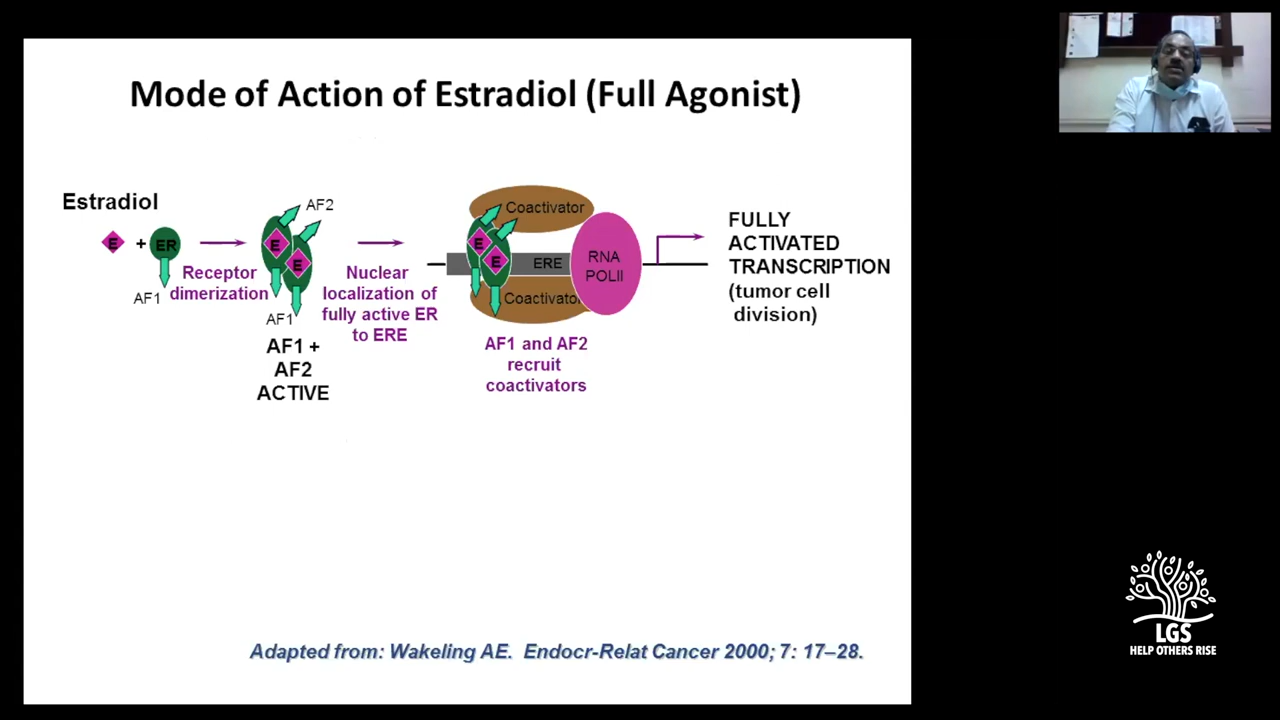 Mode of Action of Estradiol (Full Agonist)
Estradiol
E + ER
AF1
Receptor
dimerization
AF2
E
E
AF1
AF1 +
AF2
ACTIVE
Nuclear
localization of
fully active ER
to ERE
Coactivator
E
E
ERE
RNA
POLII
Coactivator
AF1 and AF2
recruit
coactivators
FULLY
ACTIVATED
TRANSCRIPTION
(tumor cell
division)
Adapted from: Wakeling AE. Endocr-Relat Cancer 2000; 7: 17–28.
LGS
HELP OTHERS RISE